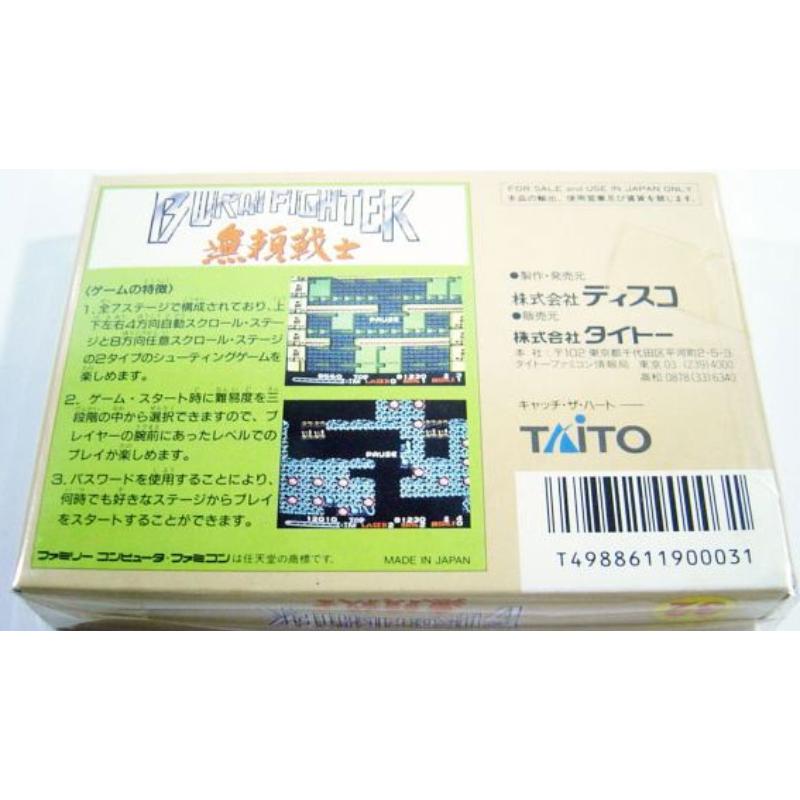 BURAI FIGHTER
無頼戦士
〈ゲームの特徴〉
1. 全7ステージで構成されており、上
下左右4方向自動スクロール・ステー
ジと8方向任意スクロール・ステージ
の2タイプのシューティングゲームを
楽しめます。
2. ゲーム・スタート時に難易度を三
段階の中から選択できますので、プ
レイヤーの腕前にあったレベルでの
プレイが楽しめます。
3. パスワードを使用することにより、
何時でも好きなステージからプレイ
をスタートすることができます。
ファミリー コンピュータ・ファミコンは任天堂の商標です.
MADE IN JAPAN
PAUSE
9550 TOP 01230
PAUSE
12010 TOP 01230
FOR SALE and USE IN JAPAN ONLY
本品の輸出、使用営業及び賃貸を禁じます.
●製作・発売元
株式会社 ディスコ
●販売元
株式会社 タイトー
本 社:〒102 東京都千代田区平河町2-5-3
タイトーファミコン情報局 東京 03 (239) 4000
高松 0878 (33) 6340
キャッチ・ザ・ハート
TAITO
T4988611900031